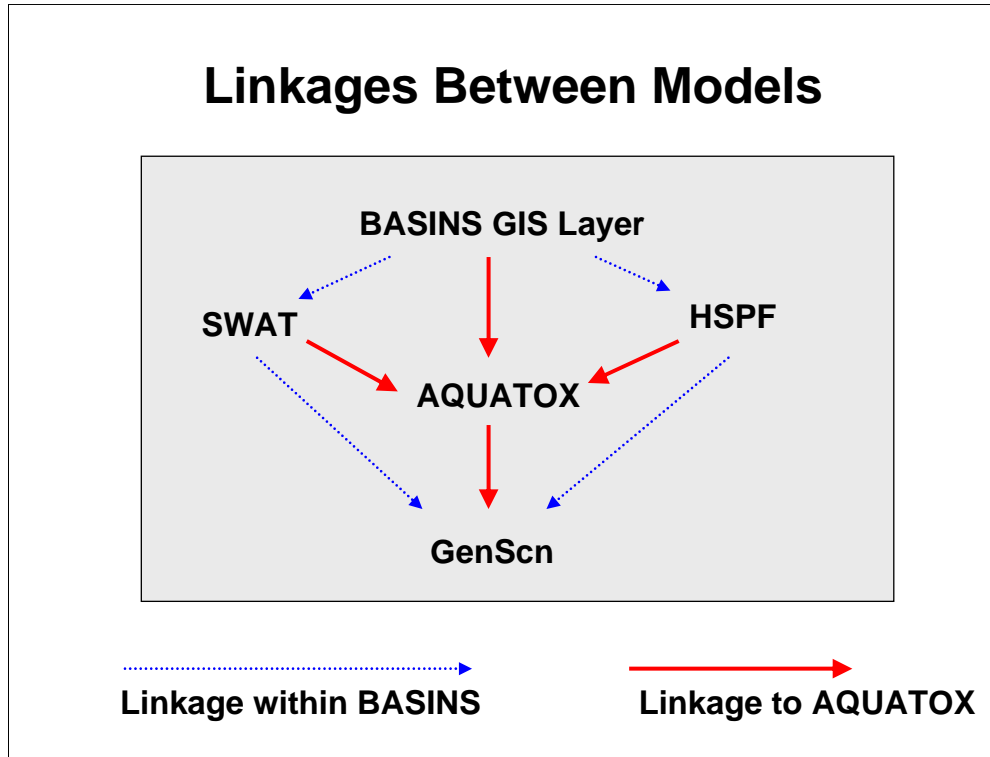 Linkages Between Models
BASINS GIS Layer
SWAT
HSPF
AQUATOX
GenScn
Linkage within BASINS
Linkage to AQUATOX